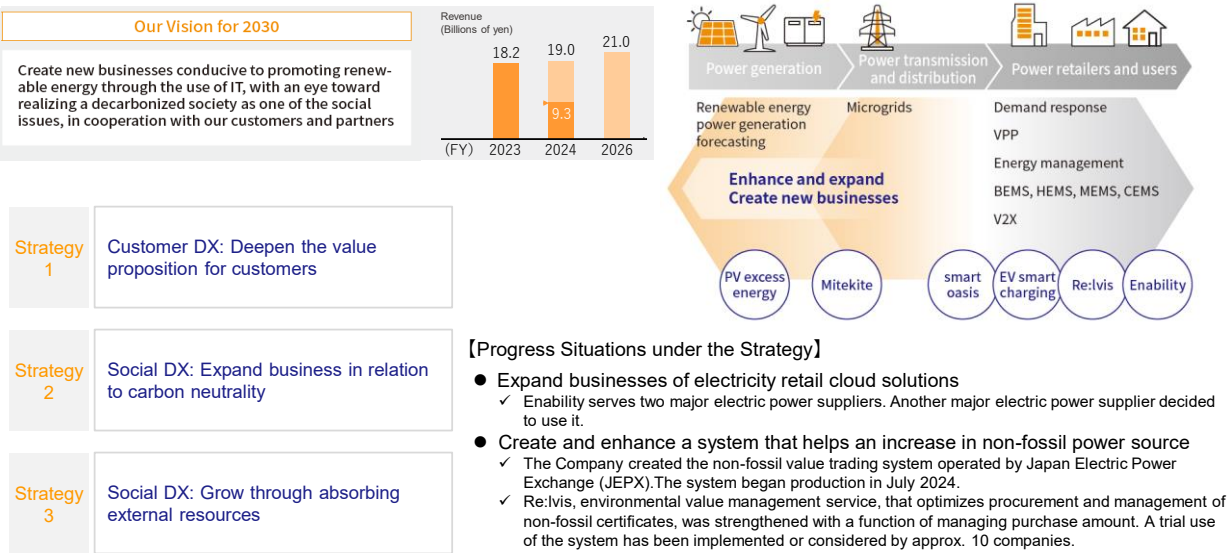 Our Vision for 2030
Create new businesses conducive to promoting renew-
able energy through the use of IT, with an eye toward
realizing a decarbonized society as one of the social
issues, in cooperation with our customers and partners
Revenue
(Billions of yen)
18.2
19.0
21.0
9.3
(FY)
2023
2024
2026
Power generation
Power transmission
and distribution
Power retailers and users
Renewable energy
power generation
forecasting
Microgrids
Demand response
VPP
Energy management
BEMS, HEMS, MEMS, CEMS
V2X
Enhance and expand
Create new businesses
PV excess
energy
Mitekite
smart
oasis
EV smart
charging
Re:lvis
Enability
Strategy
1
Customer DX: Deepen the value
proposition for customers
Strategy
2
Social DX: Expand business in relation
to carbon neutrality
Strategy
3
Social DX: Grow through absorbing
external resources
【Progress Situations under the Strategy】
● Expand businesses of electricity retail cloud solutions
✓ Enability serves two major electric power suppliers. Another major electric power supplier decided
to use it.
● Create and enhance a system that helps an increase in non-fossil power source
✓ The Company created the non-fossil value trading system operated by Japan Electric Power
Exchange (JEPX).The system began production in July 2024.
✓ Re:lvis, environmental value management service, that optimizes procurement and management of
non-fossil certificates, was strengthened with a function of managing purchase amount. A trial use
of the system has been implemented or considered by approx. 10 companies.